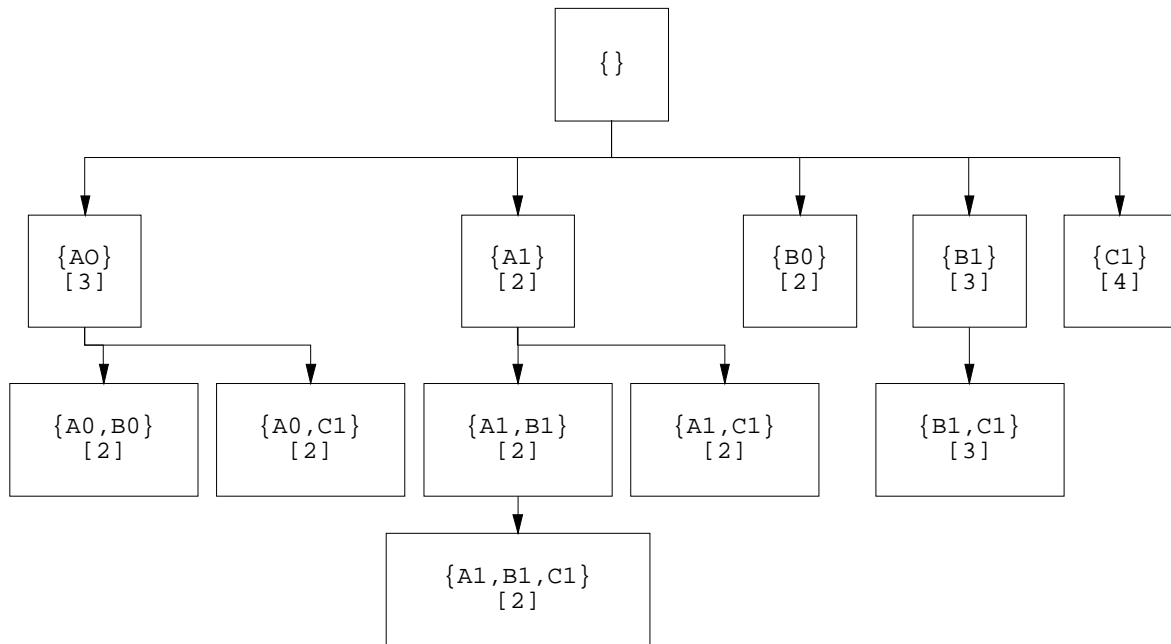 {}
{AO}
[3]
{A1}
[2]
{B0}
[2]
{B1}
[3]
{C1}
[4]
{A0,B0}
[2]
{A0,C1}
[2]
{A1,B1}
[2]
{A1,C1}
[2]
{B1,C1}
[3]
{A1,B1,C1}
[2]